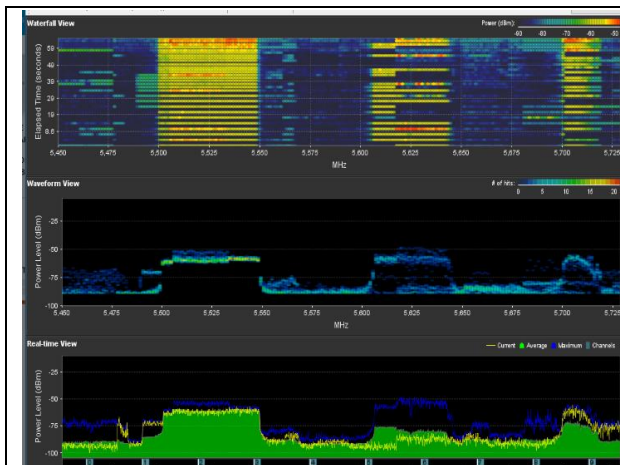 Waterfall View
Power (dBm):
-90 -80 -70 -60 -50
Elapsed Time (seconds)
59
49
40
30
19
8.6
5,450 5,475 5,500 5,525 5,550 5,575 5,600 5,625 5,650 5,675 5,700 5,725
MHz
Waveform View
# of hits:
0 5 10 15 20
Power Level (dBm)
-25
-50
-75
-100
5,450 5,475 5,500 5,525 5,550 5,575 5,600 5,625 5,650 5,675 5,700 5,725
MHz
Real-time View
Current Average Maximum Channels
Power Level (dBm)
-25
-50
-75
-100